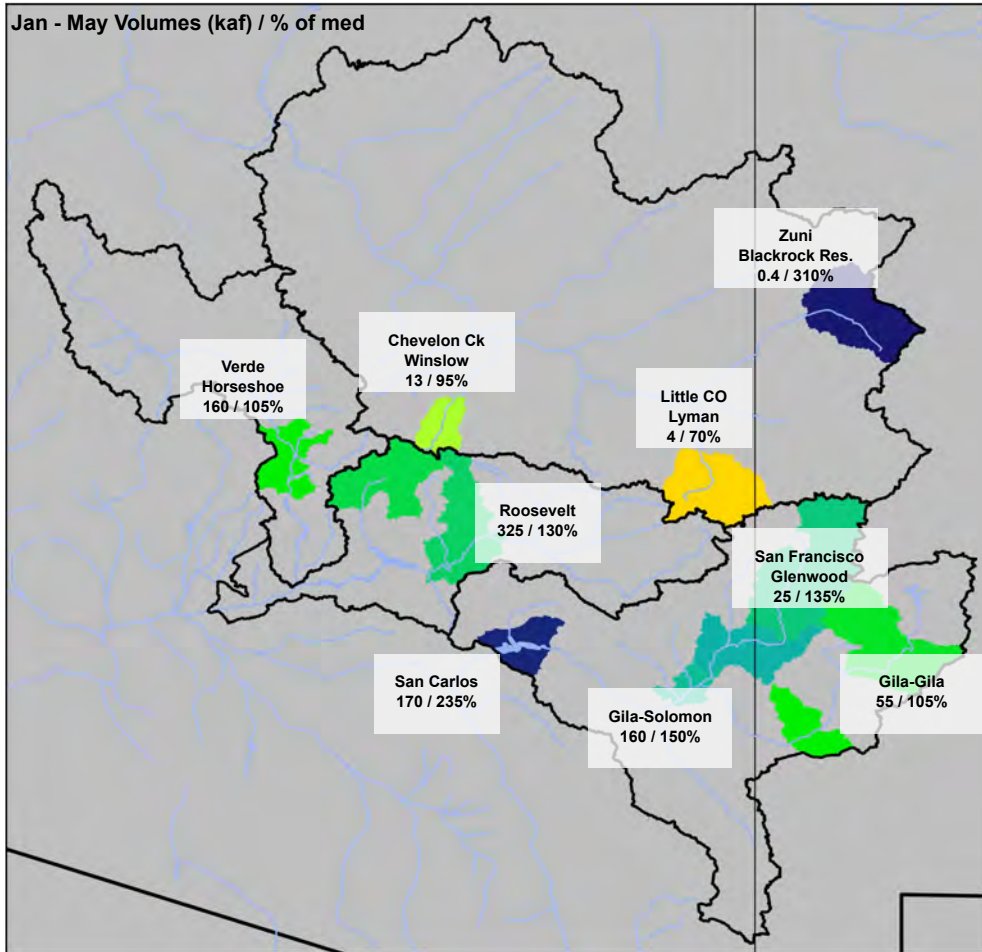 Jan - May Volumes (kaf) / % of med
Zuni
Blackrock Res.
0.4 / 310%
Chevelon Ck
Winslow
13 / 95%
Verde
Horseshoe
160 / 105%
Little CO
Lyman
4 / 70%
Roosevelt
325 / 130%
San Francisco
Glenwood
25 / 135%
San Carlos
170 / 235%
Gila-Gila
55 / 105%
Gila-Solomon
160 / 150%